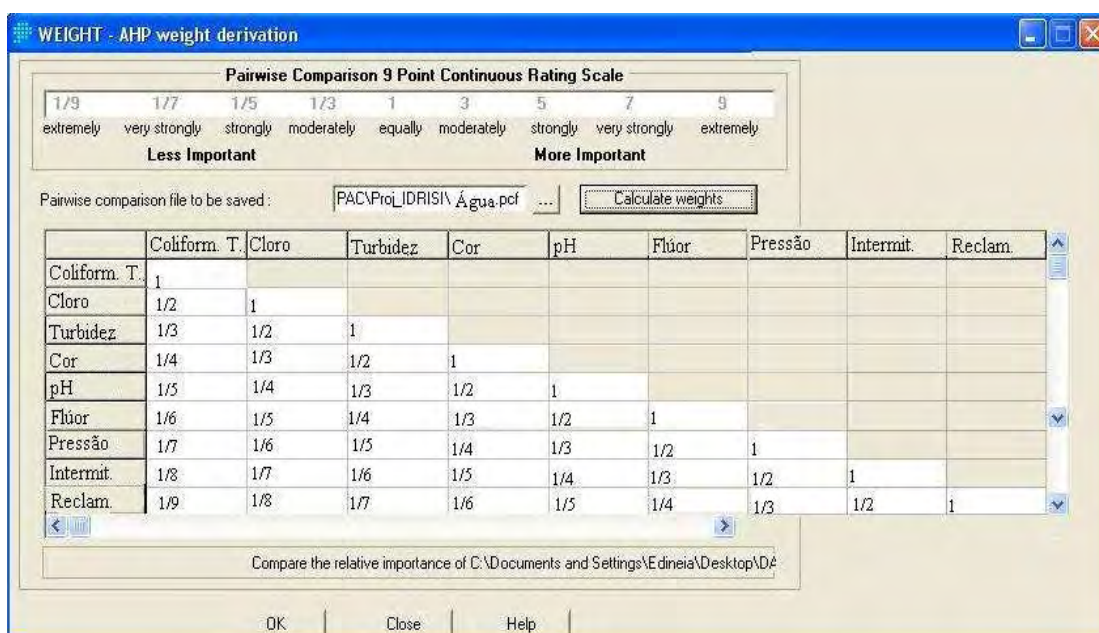 WEIGHT - AHP weight derivation
Pairwise Comparison 9 Point Continuous Rating Scale
1/9 1/7 1/5 1/3 1 3 5 7 9
extremely very strongly strongly moderately equally moderately strongly very strongly extremely
Less Important More Important
Pairwise comparison file to be saved : PAC\Proj_IDRISI\ Água.pcf ... Calculate weights
Coliform. T. Cloro Turbidez Cor pH Flúor Pressão Intermit. Reclam.
Coliform. T. 1
Cloro 1/2 1
Turbidez 1/3 1/2 1
Cor 1/4 1/3 1/2 1
pH 1/5 1/4 1/3 1/2 1
Flúor 1/6 1/5 1/4 1/3 1/2 1
Pressão 1/7 1/6 1/5 1/4 1/3 1/2 1
Intermit. 1/8 1/7 1/6 1/5 1/4 1/3 1/2 1
Reclam. 1/9 1/8 1/7 1/6 1/5 1/4 1/3 1/2 1
Compare the relative importance of C:\Documents and Settings\Edineia\Desktop\DA
OK Close Help